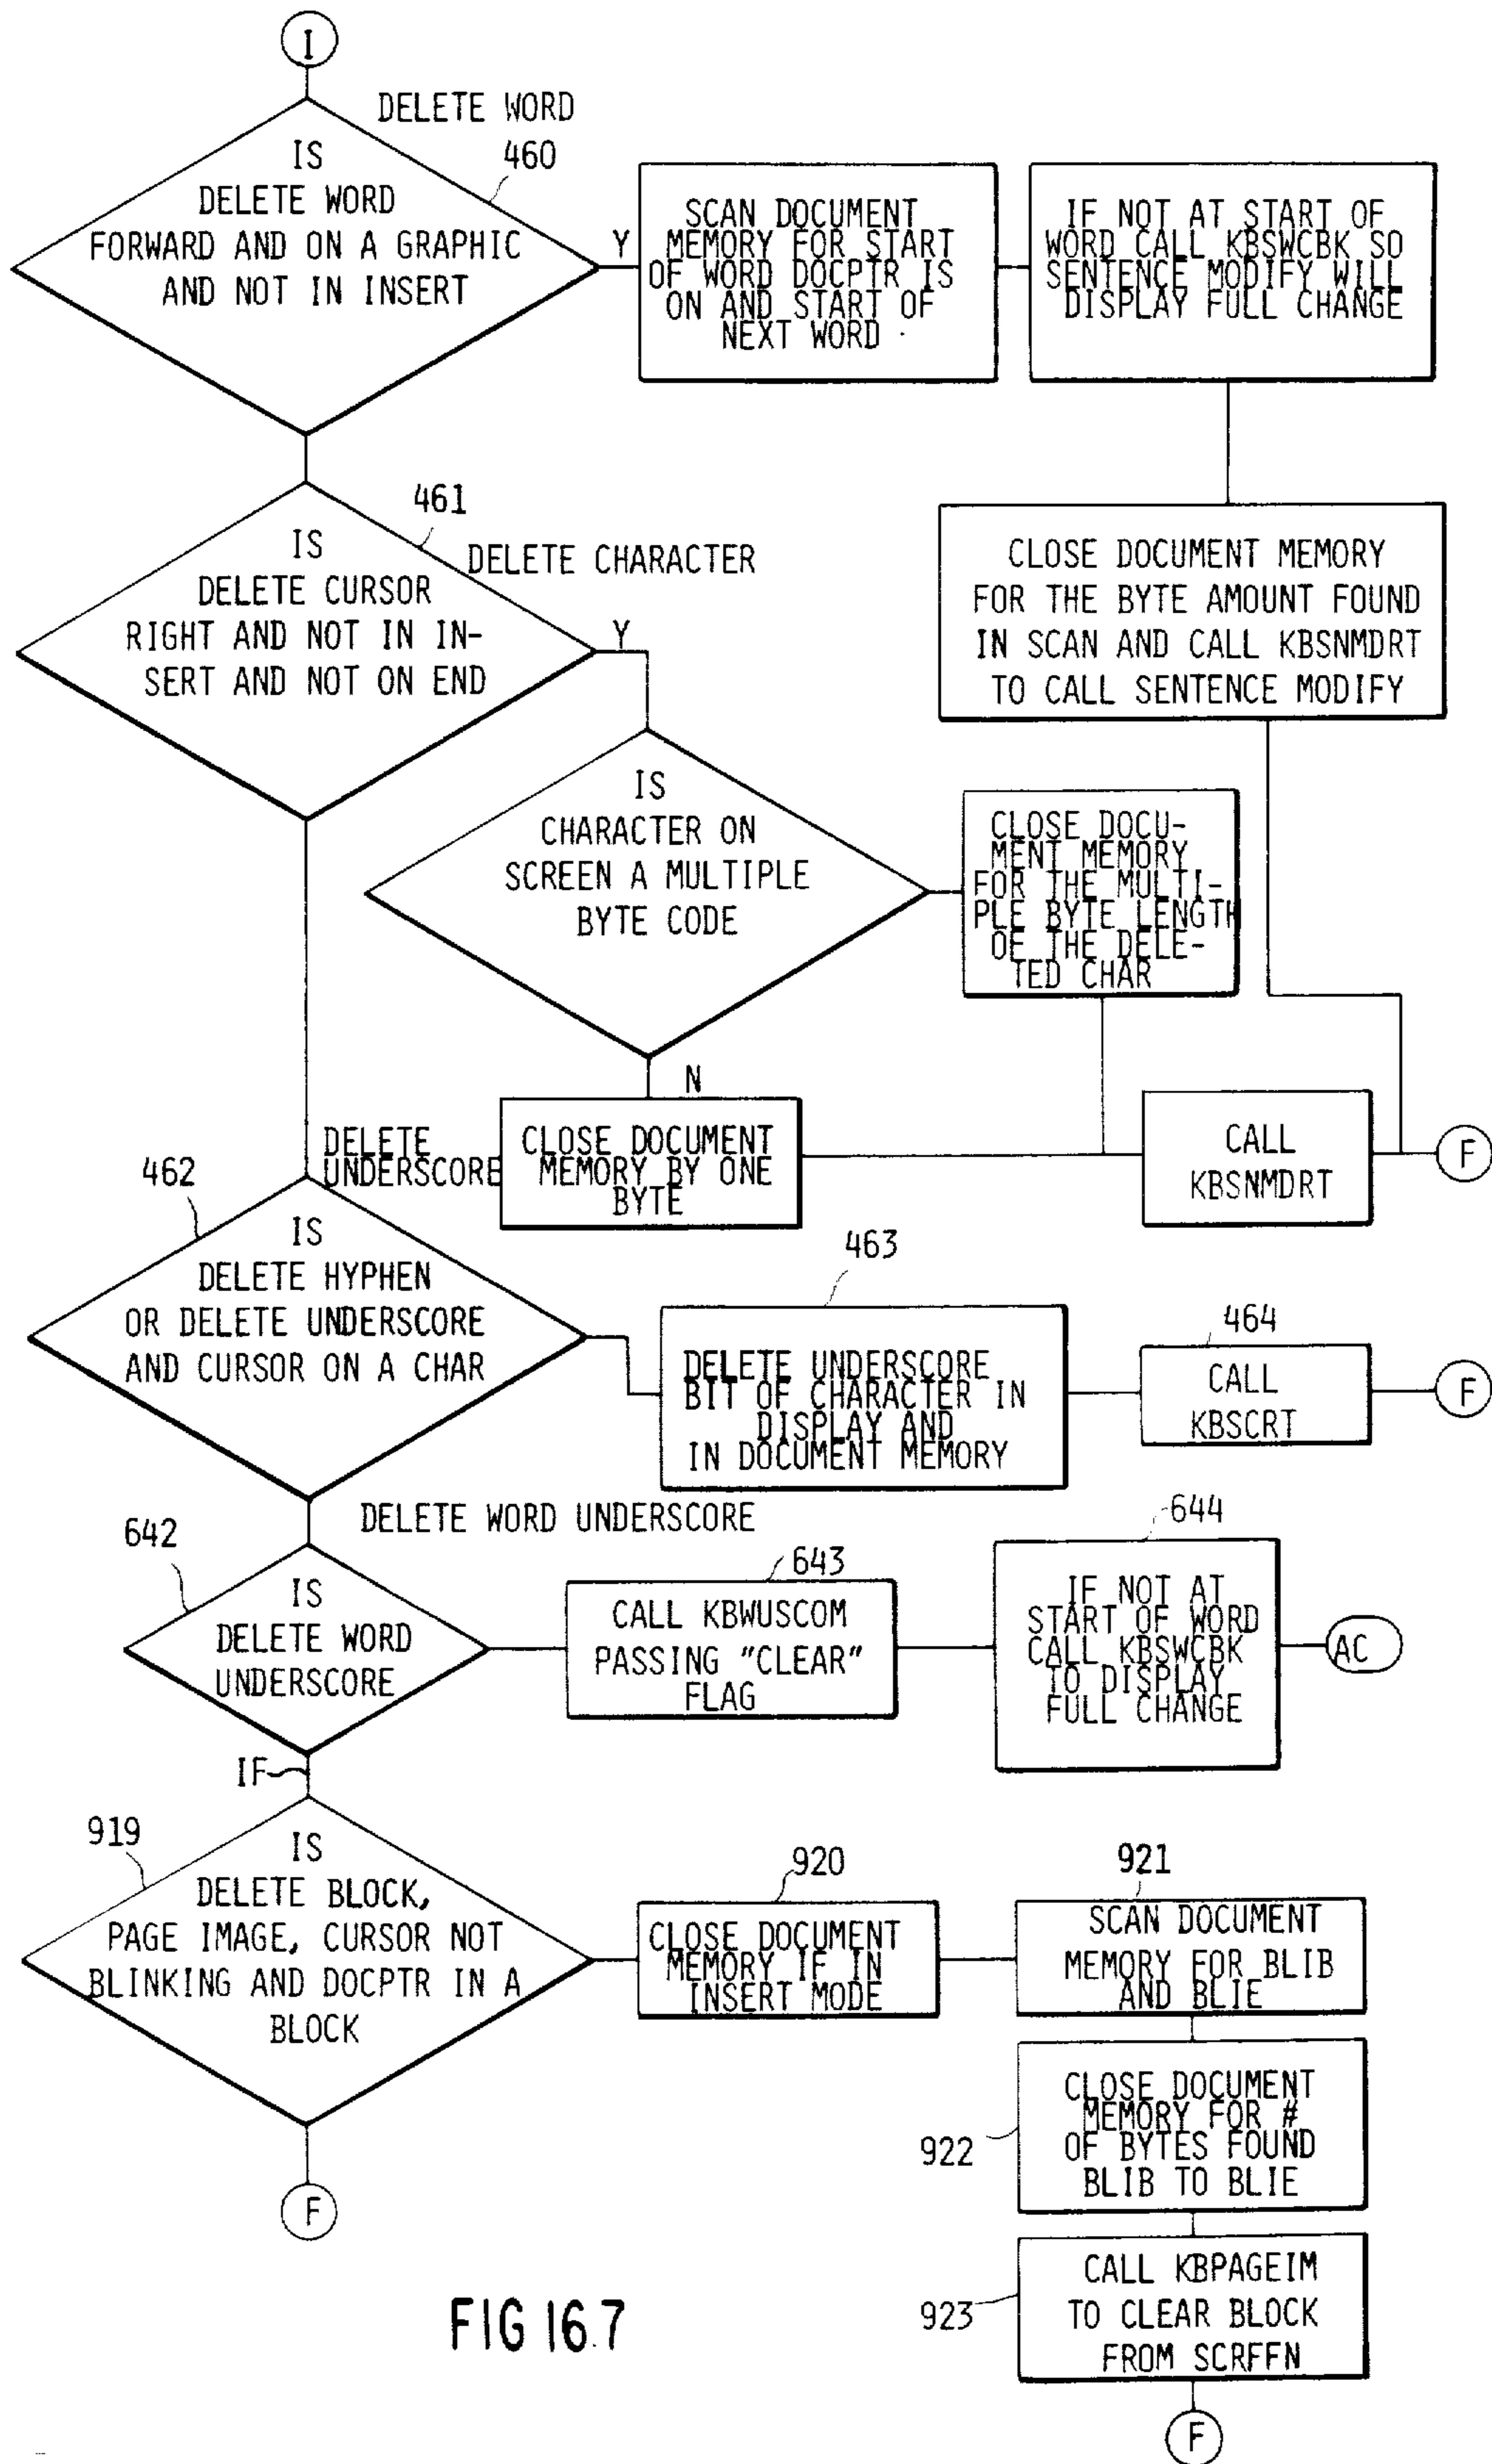 I
DELETE WORD
460
IS
DELETE WORD
FORWARD AND ON A GRAPHIC
AND NOT IN INSERT
Y
SCAN DOCUMENT
MEMORY FOR START
OF WORD DOCPTR IS
ON AND START OF
NEXT WORD
IF NOT AT START OF
WORD CALL KBSWCBK SO
SENTENCE MODIFY WILL
DISPLAY FULL CHANGE
CLOSE DOCUMENT MEMORY
FOR THE BYTE AMOUNT FOUND
IN SCAN AND CALL KBSNMDRT
TO CALL SENTENCE MODIFY
461
DELETE CHARACTER
IS
DELETE CURSOR
RIGHT AND NOT IN IN-
SERT AND NOT ON END
Y
IS
CHARACTER ON
SCREEN A MULTIPLE
BYTE CODE
CLOSE DOCU-
MENT MEMORY
FOR THE MULTI-
PLE BYTE LENGTH
OF THE DELE-
TED CHAR
N
CLOSE DOCUMENT
MEMORY BY ONE
BYTE
CALL
KBSNMDRT
F
DELETE
UNDERSCORE
462
IS
DELETE HYPHEN
OR DELETE UNDERSCORE
AND CURSOR ON A CHAR
463
DELETE UNDERSCORE
BIT OF CHARACTER IN
DISPLAY AND
IN DOCUMENT MEMORY
464
CALL
KBSCRT
F
DELETE WORD UNDERSCORE
642
IS
DELETE WORD
UNDERSCORE
643
CALL KBWUSCOM
PASSING "CLEAR"
FLAG
644
IF NOT AT
START OF WORD
CALL KBSWCBK
TO DISPLAY
FULL CHANGE
AC
IF
919
IS
DELETE BLOCK,
PAGE IMAGE, CURSOR NOT
BLINKING AND DOCPTR IN A
BLOCK
920
CLOSE DOCUMENT
MEMORY IF IN
INSERT MODE
921
SCAN DOCUMENT
MEMORY FOR BLIB
AND BLIE
922
CLOSE DOCUMENT
MEMORY FOR #
OF BYTES FOUND
BLIB TO BLIE
923
CALL KBPAGEIM
TO CLEAR BLOCK
FROM SCRFFN
F
F
FIG 16.7